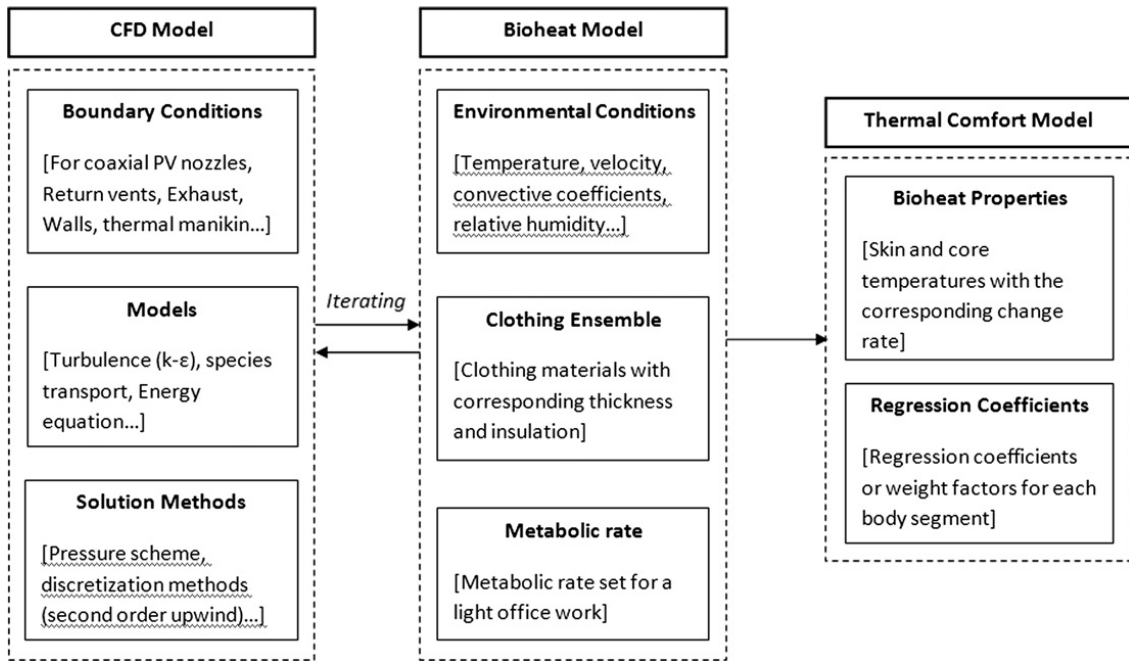 CFD Model
Boundary Conditions
[For coaxial PV nozzles,
Return vents, Exhaust,
Walls, thermal manikin...]
Models
[Turbulence (k-ε), species
transport, Energy
equation...]
Solution Methods
[Pressure scheme,
discretization methods
(second order upwind)...]
Iterating
Bioheat Model
Environmental Conditions
[Temperature, velocity,
convective coefficients,
relative humidity...]
Clothing Ensemble
[Clothing materials with
corresponding thickness
and insulation]
Metabolic rate
[Metabolic rate set for a
light office work]
Thermal Comfort Model
Bioheat Properties
[Skin and core
temperatures with the
corresponding change
rate]
Regression Coefficients
[Regression coefficients
or weight factors for each
body segment]